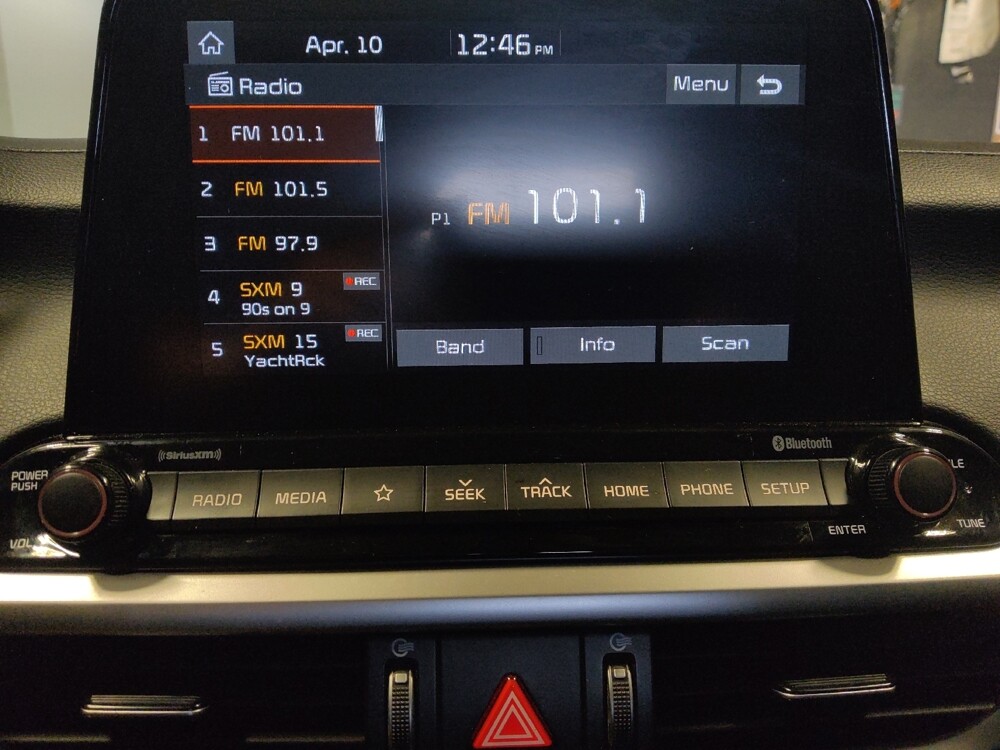 Apr. 10 12:46 PM
Radio Menu
1 FM 101.1
2 FM 101.5
3 FM 97.9
4 SXM 9 REC
90s on 9
5 SXM 15 REC
YachtRck
P1 FM 101.1
Band Info Scan
((SiriusXM)) Bluetooth
POWER
PUSH
VOL
RADIO MEDIA SEEK TRACK HOME PHONE SETUP
ENTER TUNE